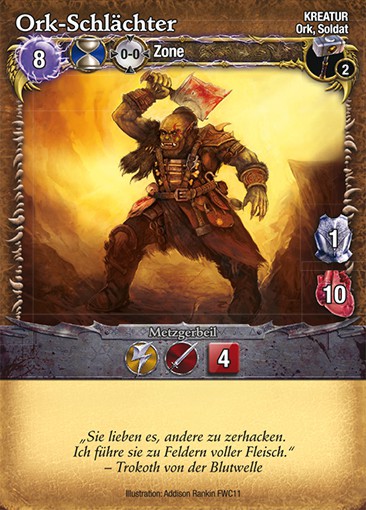 Ork-Schlächter
KREATUR
Ork, Soldat
8
0-0
Zone
2
1
10
Metzgerbeil
4
„Sie lieben es, andere zu zerhacken.
Ich führe sie zu Feldern voller Fleisch.“
– Trokoth von der Blutwelle
Illustration: Addison Rankin FWC11